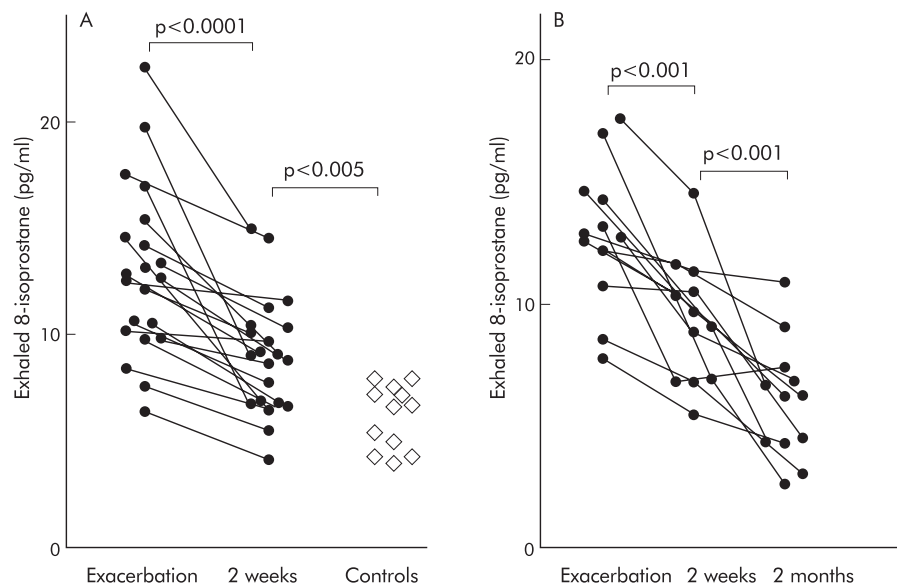 A
p<0.0001
p<0.005
Exhaled 8-isoprostane (pg/ml)
20
10
0
Exacerbation 2 weeks Controls
B
p<0.001
p<0.001
Exhaled 8-isoprostane (pg/ml)
20
10
0
Exacerbation 2 weeks 2 months